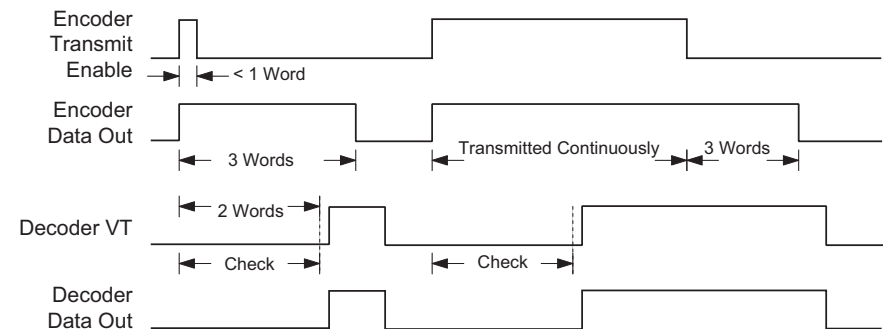 Encoder
Transmit
Enable
< 1 Word
Encoder
Data Out
3 Words
Transmitted Continuously
3 Words
2 Words
Decoder VT
Check
Check
Decoder
Data Out